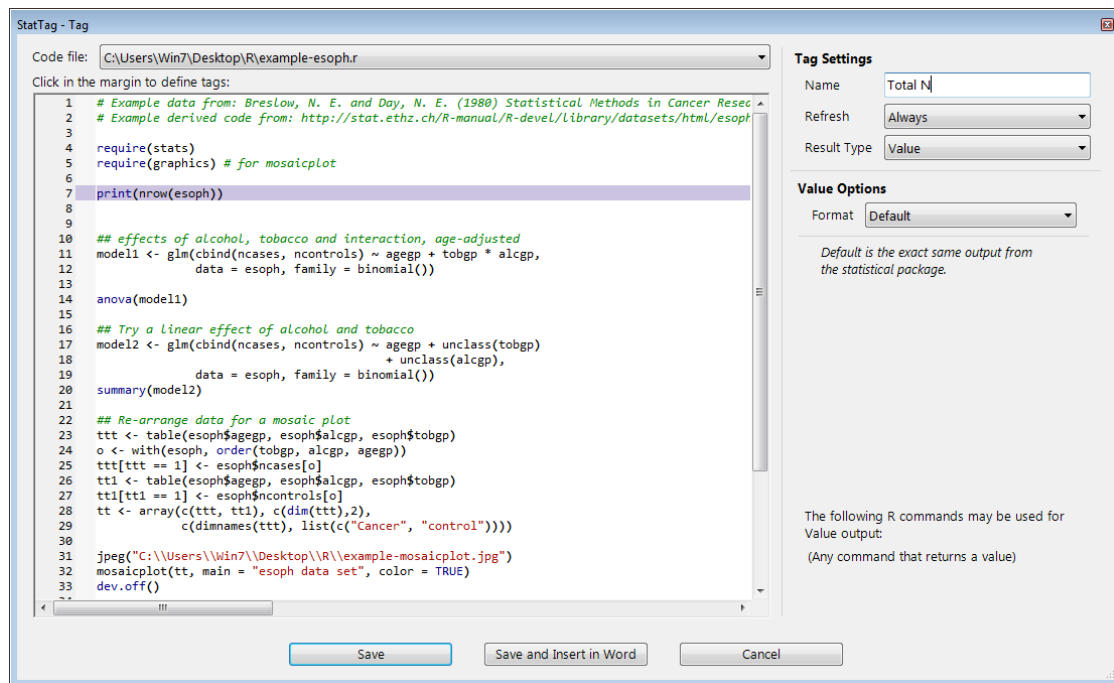 StatTag - Tag
Code file: C:\Users\Win7\Desktop\R\example-esoph.r
Click in the margin to define tags:
1 # Example data from: Breslow, N. E. and Day, N. E. (1980) Statistical Methods in Cancer Resea
2 # Example derived code from: http://stat.ethz.ch/R-manual/R-devel/library/datasets/html/esoph
3
4 require(stats)
5 require(graphics) # for mosaicplot
6
7 print(nrow(esoph))
8
9
10 ## effects of alcohol, tobacco and interaction, age-adjusted
11 model1 <- glm(cbind(ncases, ncontrols) ~ agegp + tobgp * alcgp,
12 data = esoph, family = binomial())
13
14 anova(model1)
15
16 ## Try a linear effect of alcohol and tobacco
17 model2 <- glm(cbind(ncases, ncontrols) ~ agegp + unclass(tobgp)
18 + unclass(alcgp),
19 data = esoph, family = binomial())
20 summary(model2)
21
22 ## Re-arrange data for a mosaic plot
23 ttt <- table(esoph$agegp, esoph$alcgp, esoph$tobgp)
24 o <- with(esoph, order(tobgp, alcgp, agegp))
25 ttt[ttt == 1] <- esoph$ncases[o]
26 tt1 <- table(esoph$agegp, esoph$alcgp, esoph$tobgp)
27 tt1[tt1 == 1] <- esoph$ncontrols[o]
28 tt <- array(c(ttt, tt1), c(dim(ttt),2),
29 c(dimnames(ttt), list(c("Cancer", "control"))))
30
31 jpeg("C:\\Users\\Win7\\Desktop\\R\\example-mosaicplot.jpg")
32 mosaicplot(tt, main = "esoph data set", color = TRUE)
33 dev.off()
Tag Settings
Name Total N
Refresh Always
Result Type Value
Value Options
Format Default
Default is the exact same output from
the statistical package.
The following R commands may be used for
Value output:
(Any command that returns a value)
Save
Save and Insert in Word
Cancel